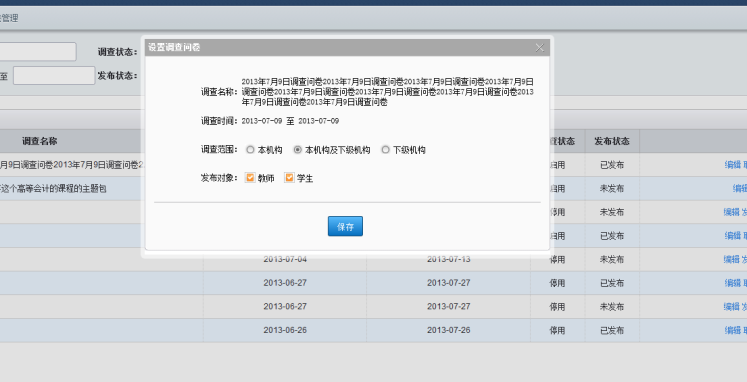 管理
调查状态:
至
发布状态:
设置调查问卷
调查名称:
2013年7月9日调查问卷2013年7月9日调查问卷2013年7月9日调查问卷2013年7月9日
调查问卷2013年7月9日调查问卷2013年7月9日调查问卷2013年7月9日调查问卷2013
年7月9日调查问卷2013年7月9日调查问卷
调查时间: 2013-07-09 至 2013-07-09
调查范围: 本机构 本机构及下级机构 下级机构
发布对象: 教师 学生
保存
调查名称
状态 发布状态
月9日调查问卷2013年7月9日调查问卷2
启用 已发布 编辑
这个高等会计的课程的主题包
未发布 编辑
停用 未发布 编辑 发
启用 已发布 编辑
2013-07-04 2013-07-13 停用 未发布 编辑 发
2013-06-27 2013-07-27 停用 已发布 编辑
2013-06-27 2013-07-27 停用 未发布 编辑 发
2013-06-26 2013-07-26 停用 已发布 编辑